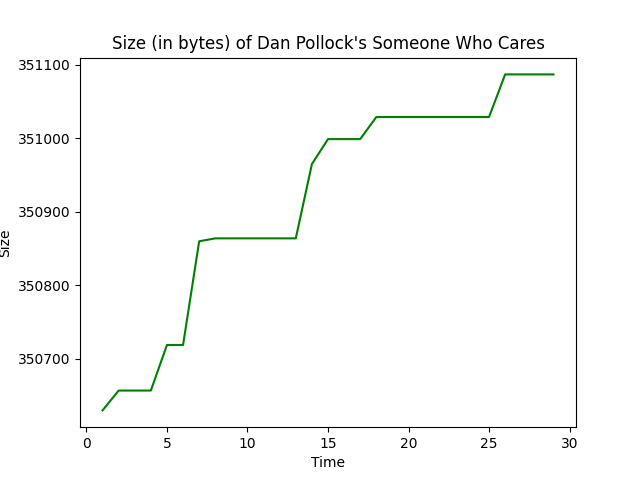 Size (in bytes) of Dan Pollock's Someone Who Cares
351100
351000
350900
350800
350700
Size
0 5 10 15 20 25 30
Time